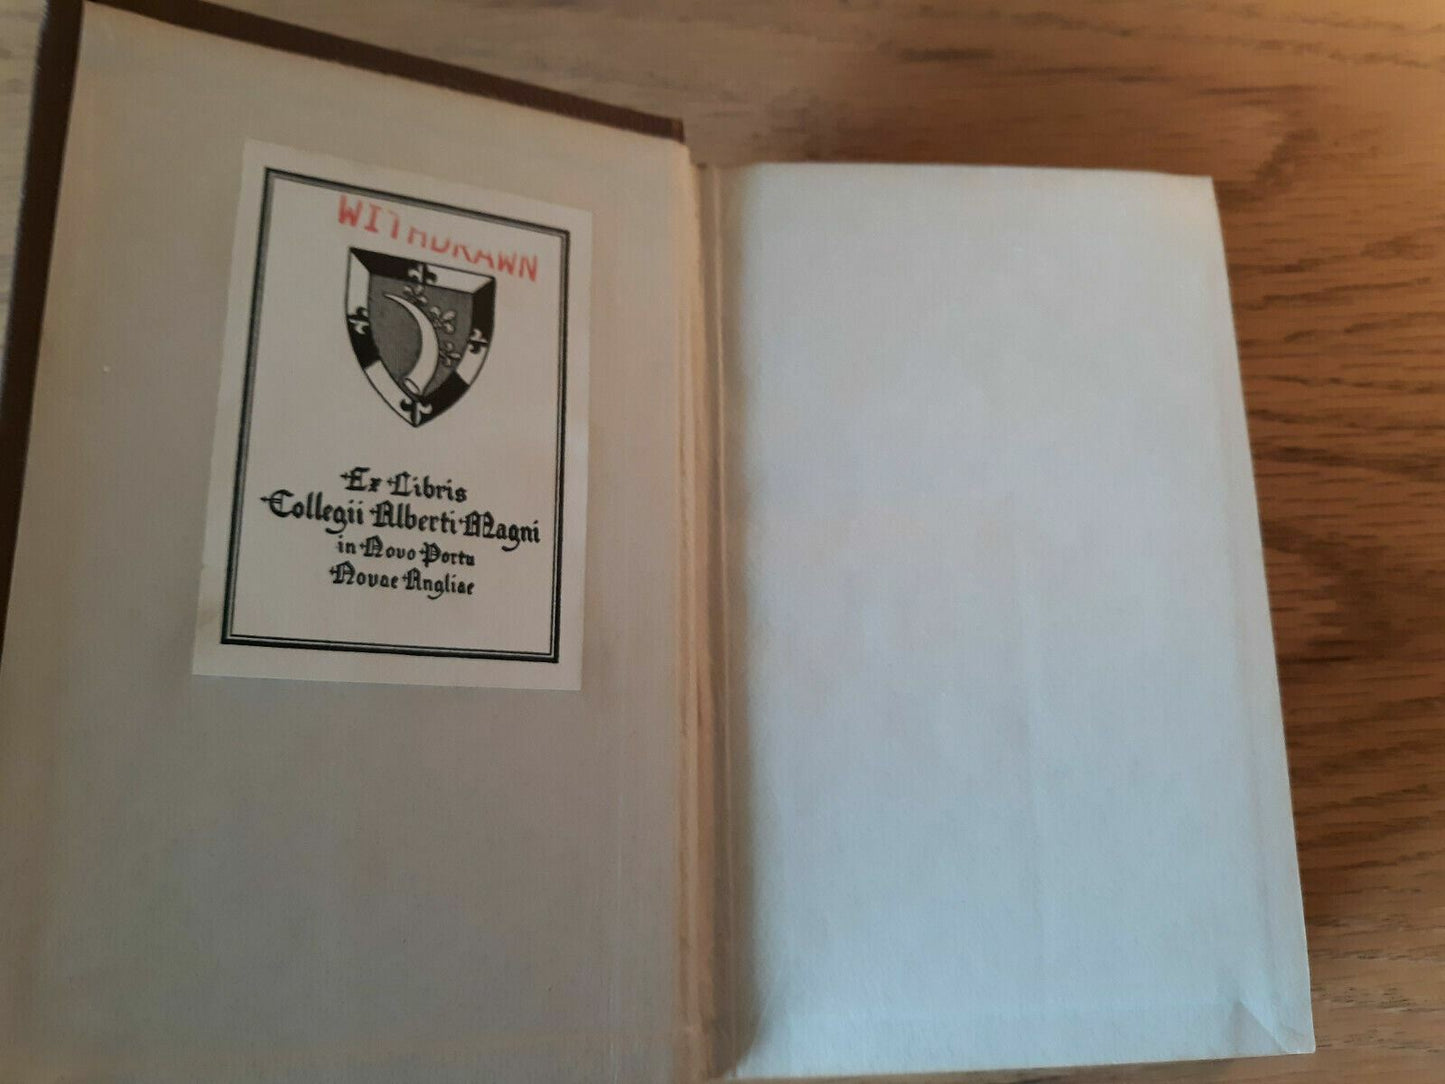 WITHDRAWN
Ex Libris
Collegii Alberti Magni
in Novo Portu
Novae Angliae